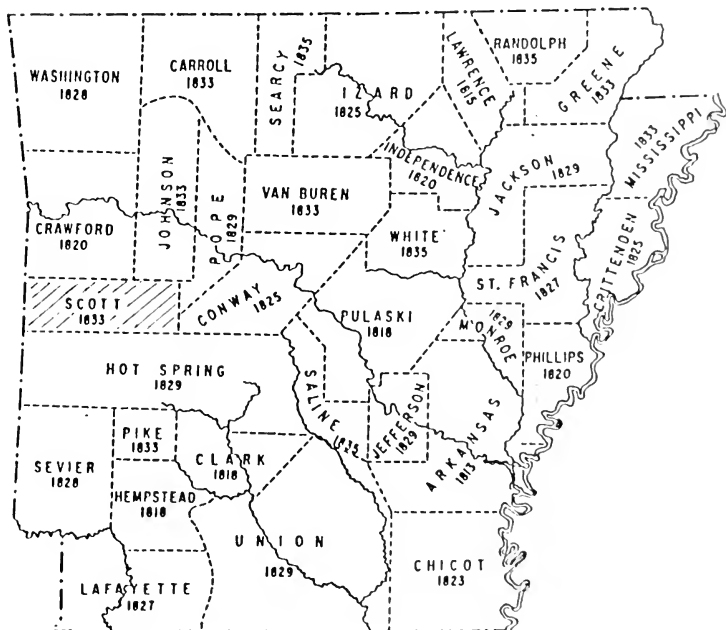 WASHINGTON
1828
CARROLL
1833
SEARCY
1835
IZARD
1825
LAWRENCE
1815
RANDOLPH
1835
GREENE
1833
1833
MISSISSIPPI
INDEPENDENCE
1820
JACKSON
1829
JOHNSON
1833
POPE
1829
VAN BUREN
1833
CRAWFORD
1820
WHITE
1835
ST. FRANCIS
1827
CRITTENDEN
1825
SCOTT
1833
CONWAY
1825
PULASKI
1818
1829
MONROE
PHILLIPS
1820
HOT SPRING
1829
SALINE
1835
JEFFERSON
1829
ARKANSAS
1813
PIKE
1833
CLARK
1818
SEVIER
1828
HEMPSTEAD
1818
UNION
1829
CHICOT
1823
LAFAYETTE
1827